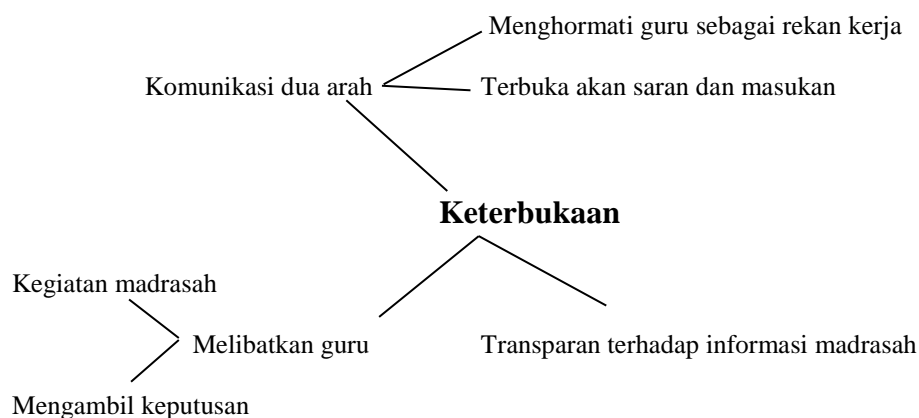 Menghormati guru sebagai rekan kerja
Komunikasi dua arah
Terbuka akan saran dan masukan
Keterbukaan
Kegiatan madrasah
Melibatkan guru
Transparan terhadap informasi madrasah
Mengambil keputusan